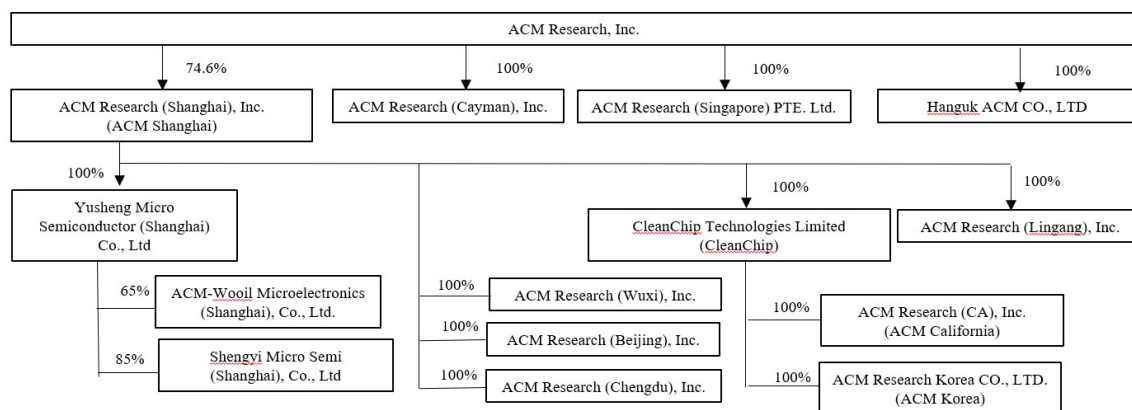 ACM Research, Inc.
74.6%
100%
100%
100%
ACM Research (Shanghai), Inc.
(ACM Shanghai)
ACM Research (Cayman), Inc.
ACM Research (Singapore) PTE. Ltd.
Hanguk ACM CO., LTD
100%
100%
100%
Yusheng Micro
Semiconductor (Shanghai)
Co., Ltd
CleanChip Technologies Limited
(CleanChip)
ACM Research (Lingang), Inc.
65%
ACM-Wooil Microelectronics
(Shanghai), Co., Ltd.
85%
Shengyi Micro Semi
(Shanghai), Co., Ltd
100%
ACM Research (Wuxi), Inc.
100%
ACM Research (Beijing), Inc.
100%
ACM Research (Chengdu), Inc.
100%
ACM Research (CA), Inc.
(ACM California)
100%
ACM Research Korea CO., LTD.
(ACM Korea)